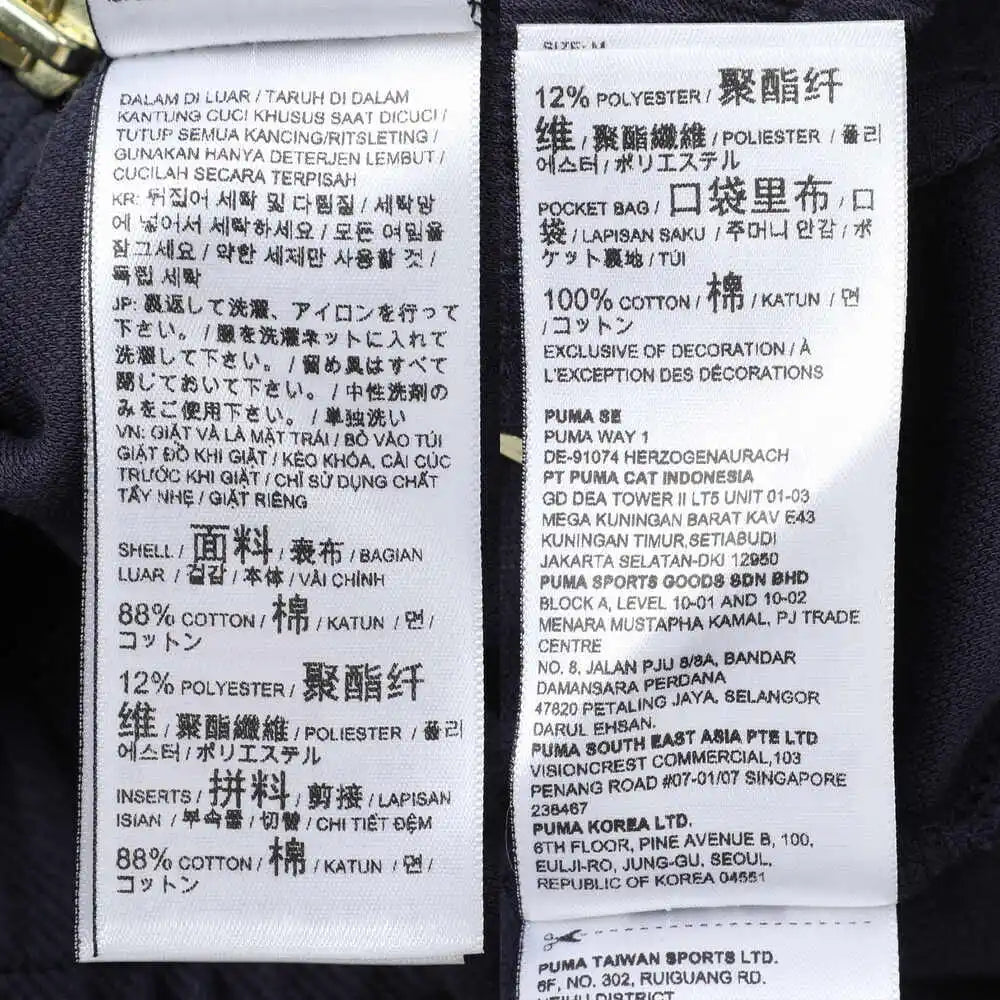 DALAM DI LUAR / TARUH DI DALAM
KANTUNG CUCI KHUSUS SAAT DICUCI /
TUTUP SEMUA KANCING/RITSLETING /
GUNAKAN HANYA DETERJEN LEMBUT /
CUCILAH SECARA TERPISAH
KR: 뒤집어 세탁 및 다림질 / 세탁망
에 넣어서 세탁하세요 / 모든 여밈을
잠그세요 / 약한 세제만 사용할 것 /
독립 세탁
JP: 裏返して洗濯、アイロンを行って
下さい。 / 服を洗濯ネットに入れて
洗濯して下さい。 / 留め具はすべて
閉じておいて下さい。 / 中性洗剤の
みをご使用下さい。 / 単独洗い
VN: GIẶT VÀ LÀ MẶT TRÁI / BỎ VÀO TÚI
GIẶT ĐỒ KHI GIẶT / KÉO KHÓA, CÀI CÚC
TRƯỚC KHI GIẶT / CHỈ SỬ DỤNG CHẤT
TẨY NHẸ / GIẶT RIÊNG
SHELL / 面料 / 表布 / BAGIAN
LUAR / 겉감 / 本体 / VẢI CHÍNH
88% COTTON / 棉 / KATUN / 면 /
コットン
12% POLYESTER / 聚酯纤
维 / 聚酯纖維 / POLIESTER / 폴리
에스터 / ポリエステル
INSERTS / 拼料 / 剪接 / LAPISAN
ISIAN / 부속물 / 切替 / CHI TIẾT ĐỆM
88% COTTON / 棉 / KATUN / 면 /
コットン
SIZE: M
12% POLYESTER / 聚酯纤
维 / 聚酯纖維 / POLIESTER / 폴리
에스터 / ポリエステル
POCKET BAG / 口袋里布 / 口
袋 / LAPISAN SAKU / 주머니 안감 / ポ
ケット裏地 / TÚI
100% COTTON / 棉 / KATUN / 면
/ コットン
EXCLUSIVE OF DECORATION / À
L'EXCEPTION DES DÉCORATIONS
PUMA SE
PUMA WAY 1
DE-91074 HERZOGENAURACH
PT PUMA CAT INDONESIA
GD DEA TOWER II LT5 UNIT 01-03
MEGA KUNINGAN BARAT KAV E43
KUNINGAN TIMUR,SETIABUDI
JAKARTA SELATAN-DKI 12950
PUMA SPORTS GOODS SDN BHD
BLOCK A, LEVEL 10-01 AND 10-02
MENARA MUSTAPHA KAMAL, PJ TRADE
CENTRE
NO. 8, JALAN PJU 8/8A, BANDAR
DAMANSARA PERDANA
47820 PETALING JAYA, SELANGOR
DARUL EHSAN.
PUMA SOUTH EAST ASIA PTE LTD
VISIONCREST COMMERCIAL,103
PENANG ROAD #07-01/07 SINGAPORE
238467
PUMA KOREA LTD.
6TH FLOOR, PINE AVENUE B, 100,
EULJI-RO, JUNG-GU, SEOUL,
REPUBLIC OF KOREA 04551
PUMA TAIWAN SPORTS LTD.
6F, NO. 302, RUIGUANG RD.
NEIHU DISTRICT